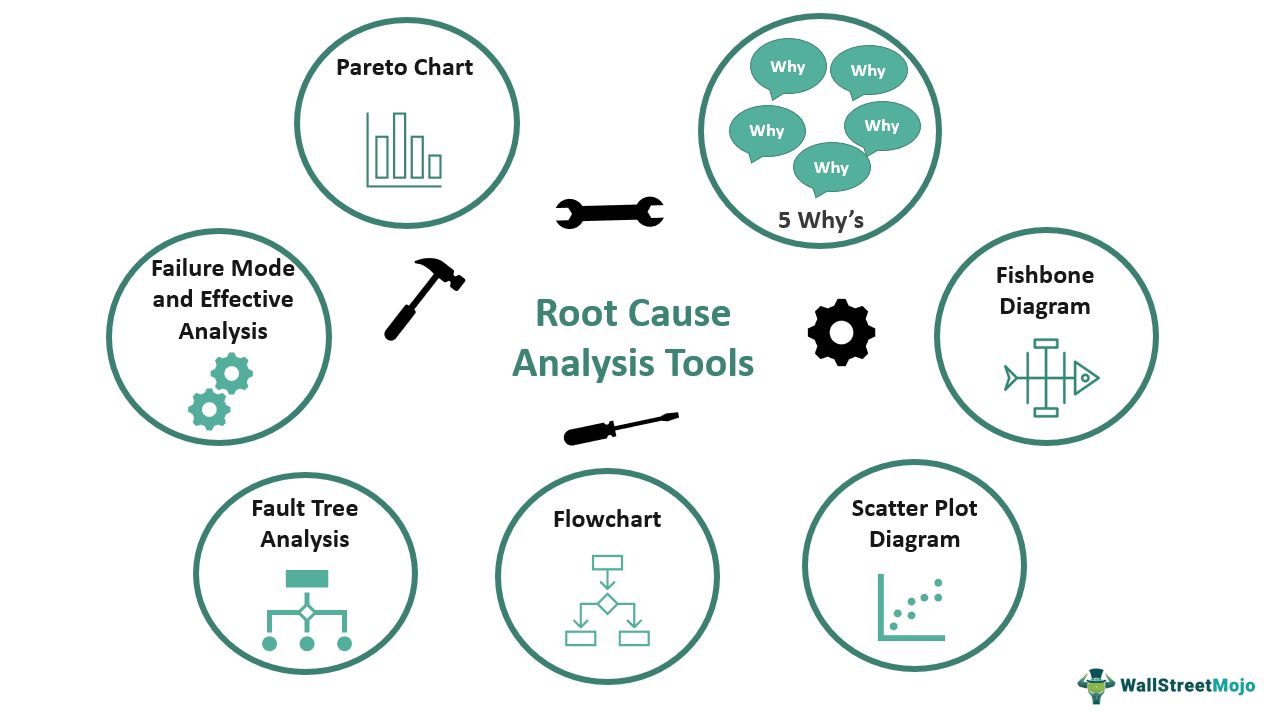 Pareto Chart
Why
Why
Why
Why
Why
5 Why’s
Failure Mode
and Effective
Analysis
Root Cause
Analysis Tools
Fishbone
Diagram
Fault Tree
Analysis
Flowchart
Scatter Plot
Diagram
WallStreetMojo